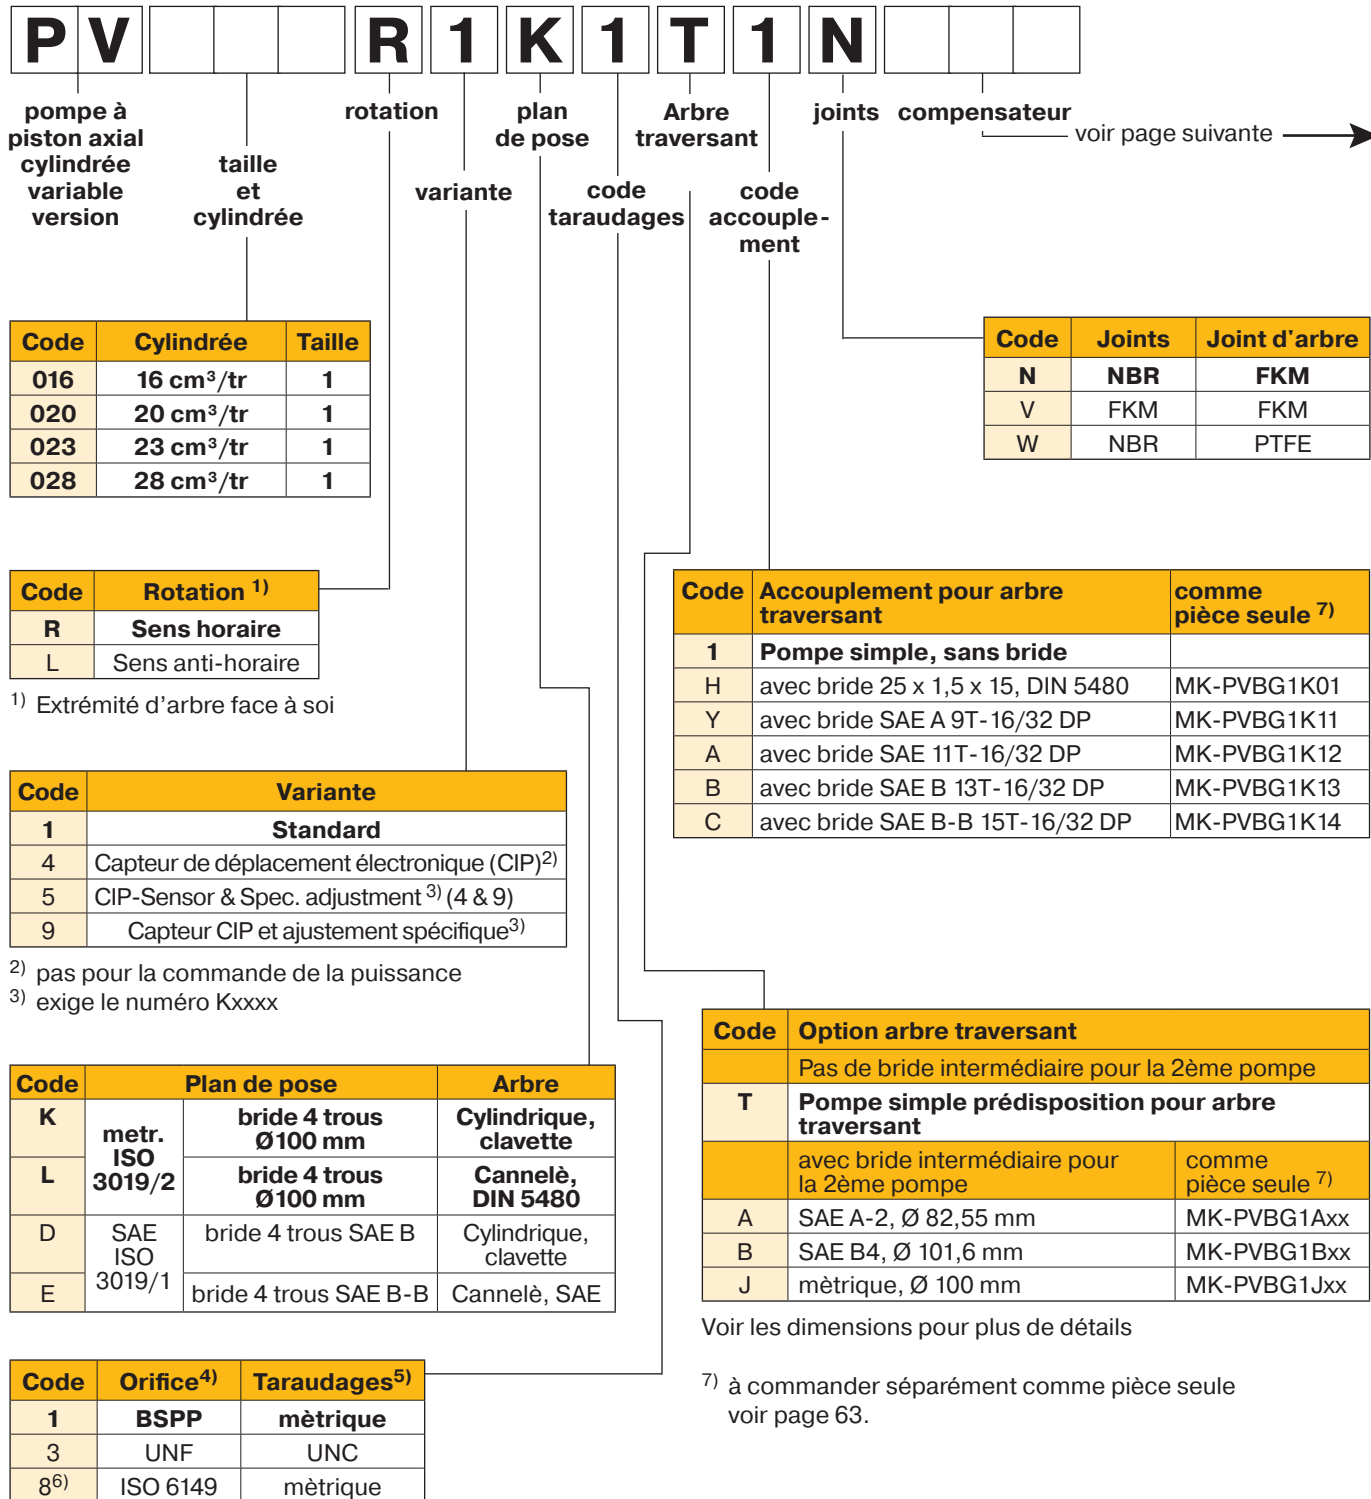 P V R 1 K 1 T 1 N
pompe à
piston axial
cylindrée
variable
version
taille
et
cylindrée
rotation
variante
plan
de pose
code
taraudages
Arbre
traversant
code
accouple-
ment
joints
compensateur
voir page suivante
Code Cylindrée Taille
016 16 cm³/tr 1
020 20 cm³/tr 1
023 23 cm³/tr 1
028 28 cm³/tr 1
Code Joints Joint d'arbre
N NBR FKM
V FKM FKM
W NBR PTFE
Code Rotation 1)
R Sens horaire
L Sens anti-horaire
1) Extrémité d’arbre face à soi
Code Accouplement pour arbre
traversant
comme
pièce seule 7)
1 Pompe simple, sans bride
H avec bride 25 x 1,5 x 15, DIN 5480 MK-PVBG1K01
Y avec bride SAE A 9T-16/32 DP MK-PVBG1K11
A avec bride SAE 11T-16/32 DP MK-PVBG1K12
B avec bride SAE B 13T-16/32 DP MK-PVBG1K13
C avec bride SAE B-B 15T-16/32 DP MK-PVBG1K14
Code Variante
1 Standard
4 Capteur de déplacement électronique (CIP)2)
5 CIP-Sensor & Spec. adjustment 3) (4 & 9)
9 Capteur CIP et ajustement spécifique3)
2) pas pour la commande de la puissance
3) exige le numéro Kxxxx
Code Plan de pose Arbre
K
metr.
ISO
3019/2
bride 4 trous
Ø100 mm
Cylindrique,
clavette
L
bride 4 trous
Ø100 mm
Cannelè,
DIN 5480
D
SAE
ISO
3019/1
bride 4 trous SAE B
Cylindrique,
clavette
E bride 4 trous SAE B-B Cannelè, SAE
Code Option arbre traversant
Pas de bride intermédiaire pour la 2ème pompe
T Pompe simple prédisposition pour arbre
traversant
avec bride intermédiaire pour
la 2ème pompe
comme
pièce seule 7)
A SAE A-2, Ø 82,55 mm MK-PVBG1Axx
B SAE B4, Ø 101,6 mm MK-PVBG1Bxx
J mètrique, Ø 100 mm MK-PVBG1Jxx
Voir les dimensions pour plus de détails
7) à commander séparément comme pièce seule
voir page 63.
Code Orifice4) Taraudages5)
1 BSPP mètrique
3 UNF UNC
86) ISO 6149 mètrique